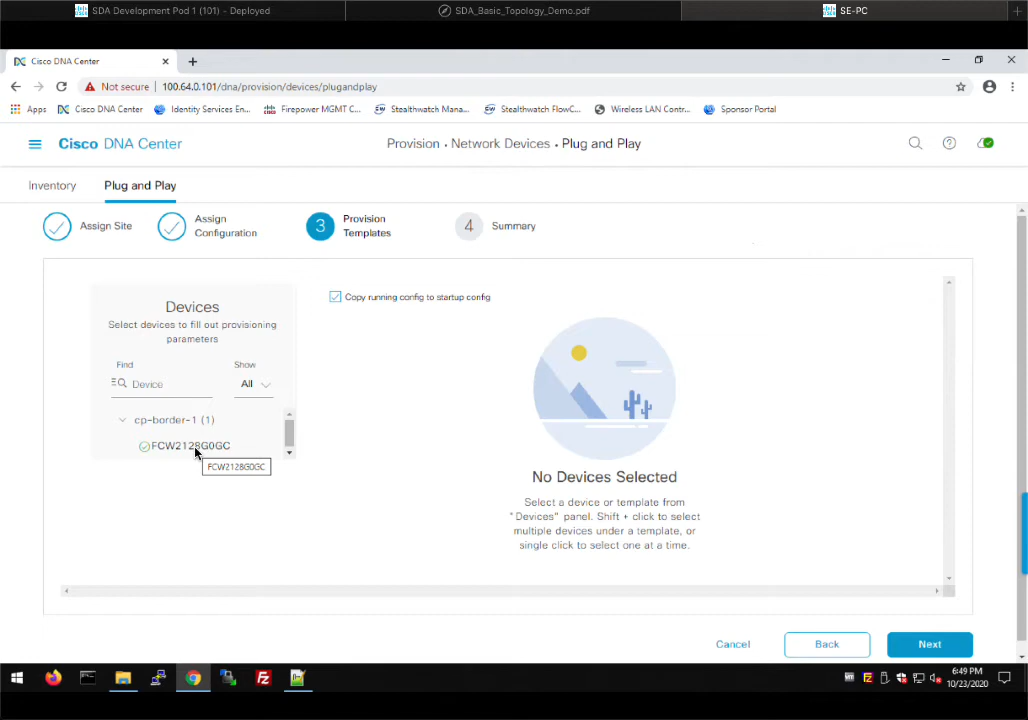 SDA Development Pod 1 (101) - Deployed
SDA_Basic_Topology_Demo.pdf
SE-PC
Cisco DNA Center
Not secure
100.64.0.101/dna/provision/devices/plugandplay
Apps
Cisco DNA Center
Identity Services En...
Firepower MGMT C...
Stealthwatch Mana...
Stealthwatch FlowC...
Wireless LAN Contr...
Sponsor Portal
Cisco DNA Center
Provision · Network Devices · Plug and Play
Inventory
Plug and Play
Assign Site
Assign
Configuration
3
Provision
Templates
4
Summary
Devices
Select devices to fill out provisioning
parameters
Find
Show
Device
All
cp-border-1 (1)
FCW2128G0GC
FCW2128G0GC
Copy running config to startup config
No Devices Selected
Select a device or template from
"Devices" panel. Shift + click to select
multiple devices under a template, or
single click to select one at a time.
Cancel
Back
Next
6:49 PM
10/23/2020